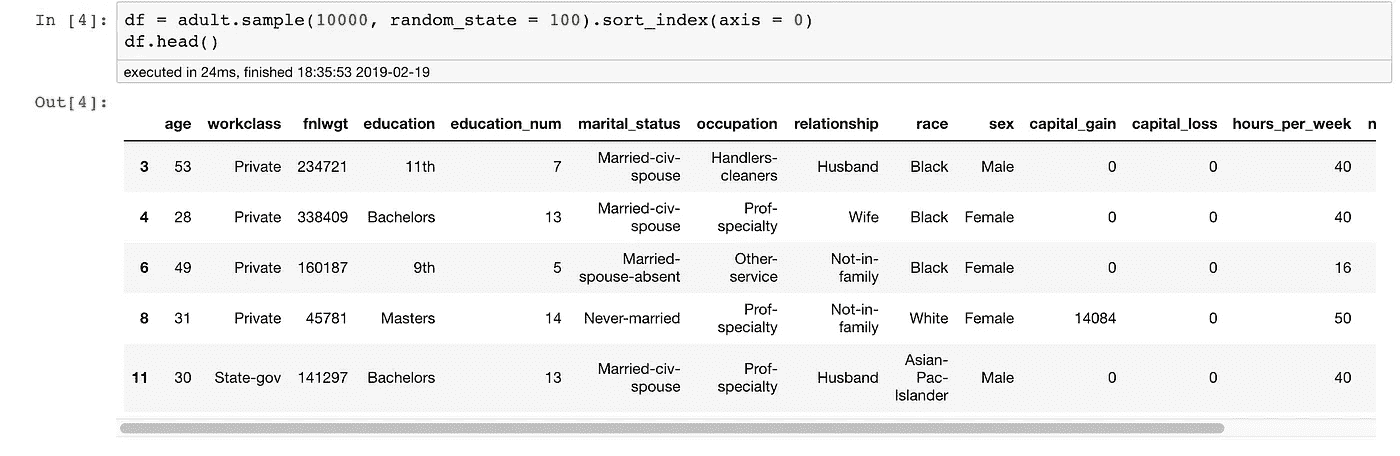 In [4]: df = adult.sample(10000, random_state = 100).sort_index(axis = 0)
df.head()
executed in 24ms, finished 18:35:53 2019-02-19
Out[4]:
age workclass fnlwgt education education_num marital_status occupation relationship race sex capital_gain capital_loss hours_per_week n
3 53 Private 234721 11th 7 Married-civ-spouse Handlers-cleaners Husband Black Male 0 0 40
4 28 Private 338409 Bachelors 13 Married-civ-spouse Prof-specialty Wife Black Female 0 0 40
6 49 Private 160187 9th 5 Married-spouse-absent Other-service Not-in-family Black Female 0 0 16
8 31 Private 45781 Masters 14 Never-married Prof-specialty Not-in-family White Female 14084 0 50
11 30 State-gov 141297 Bachelors 13 Married-civ-spouse Prof-specialty Husband Asian-Pac-Islander Male 0 0 40